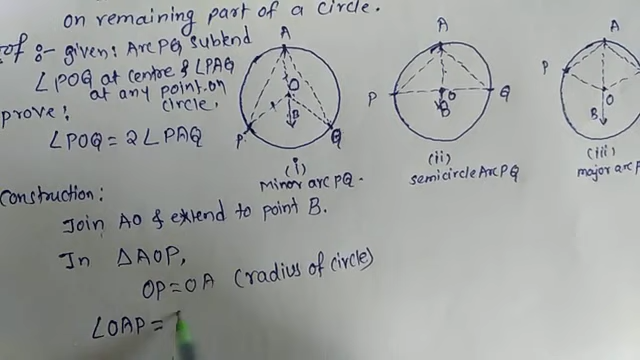 on remaining part of a circle.
of :- given: Arc PQ subtend
∠POQ at centre & ∠PAQ
at any point on
circle.
prove:
∠POQ = 2∠PAQ
A
O
B
P
Q
(i)
Minor arc PQ.
A
P
O
Q
B
(ii)
semicircle Arc PQ
A
P
O
B
(iii)
major arc P
Construction:
Join AO & extend to point B.
In △AOP,
OP = OA (radius of circle)
∠OAP =